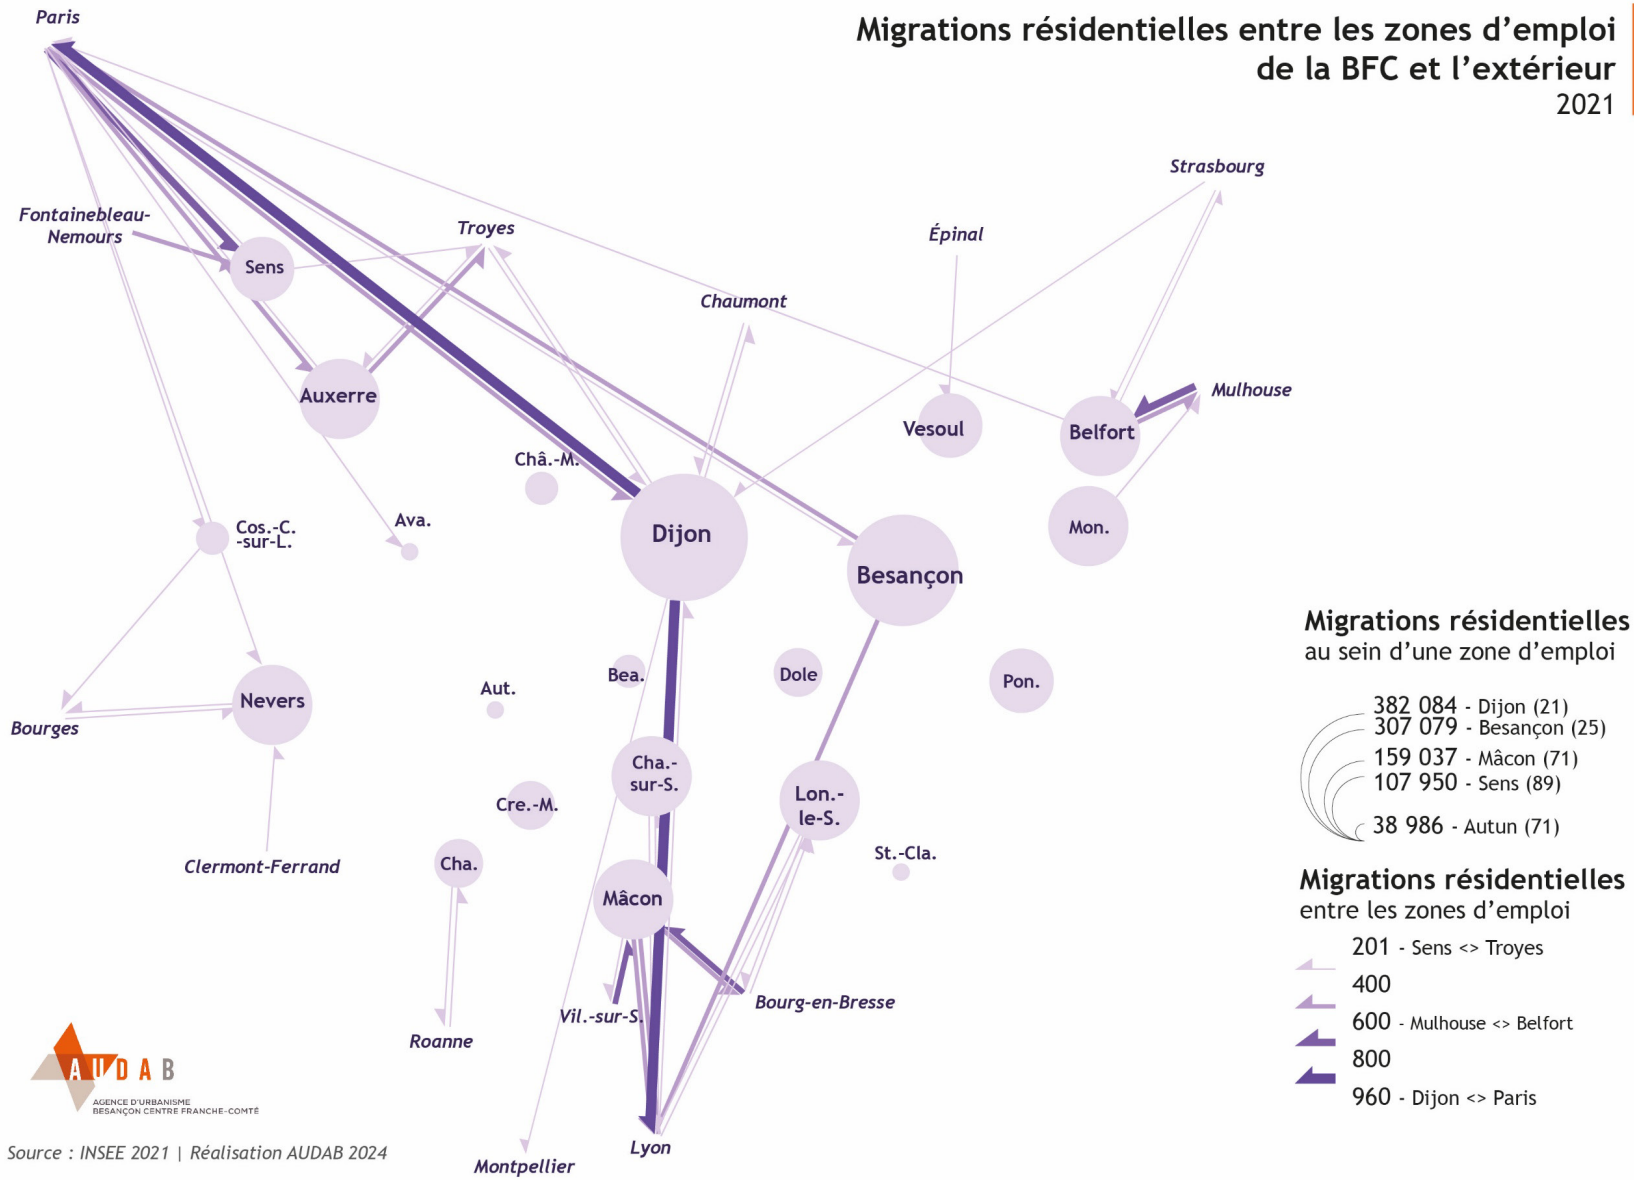 Paris
Migrations résidentielles entre les zones d’emploi
de la BFC et l’extérieur
2021
Strasbourg
Fontainebleau-
Nemours
Troyes
Épinal
Sens
Chaumont
Mulhouse
Auxerre
Vesoul
Belfort
Châ.-M.
Ava.
Cos.-C.
-sur-L.
Dijon
Mon.
Besançon
Bea.
Dole
Pon.
Aut.
Nevers
Bourges
Cha.-
sur-S.
Lon.-
le-S.
Cre.-M.
Clermont-Ferrand
Cha.
St.-Cla.
Mâcon
Bourg-en-Bresse
Vil.-sur-S.
Roanne
Lyon
Montpellier
Migrations résidentielles
au sein d’une zone d’emploi
382 084 - Dijon (21)
307 079 - Besançon (25)
159 037 - Mâcon (71)
107 950 - Sens (89)
38 986 - Autun (71)
Migrations résidentielles
entre les zones d’emploi
201 - Sens <> Troyes
400
600 - Mulhouse <> Belfort
800
960 - Dijon <> Paris
AUDAB
AGENCE D'URBANISME
BESANÇON CENTRE FRANCHE-COMTÉ
Source : INSEE 2021 | Réalisation AUDAB 2024